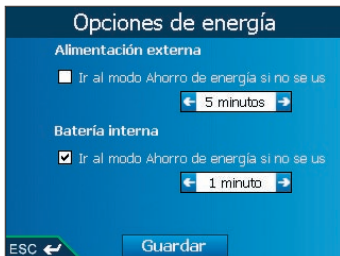 Opciones de energía
Alimentación externa
Ir al modo Ahorro de energía si no se us
5 minutos
Batería interna
Ir al modo Ahorro de energía si no se us
1 minuto
ESC Guardar